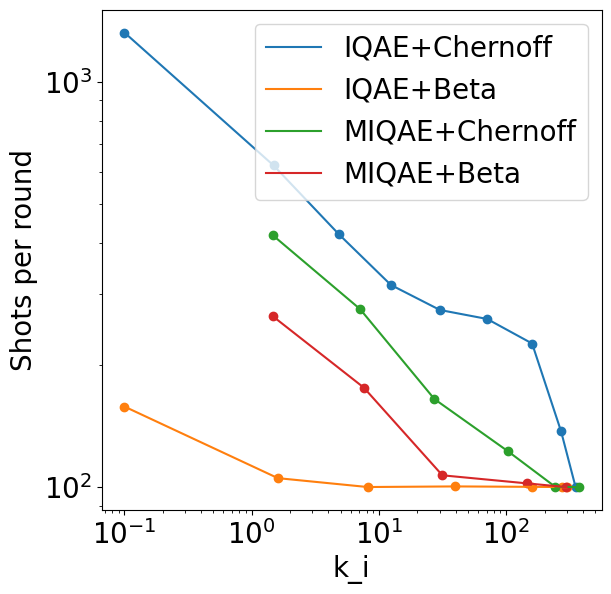 IQAE+Chernoff
IQAE+Beta
MIQAE+Chernoff
MIQAE+Beta
Shots per round
10³
10²
10⁻¹
10⁰
10¹
10²
k_i